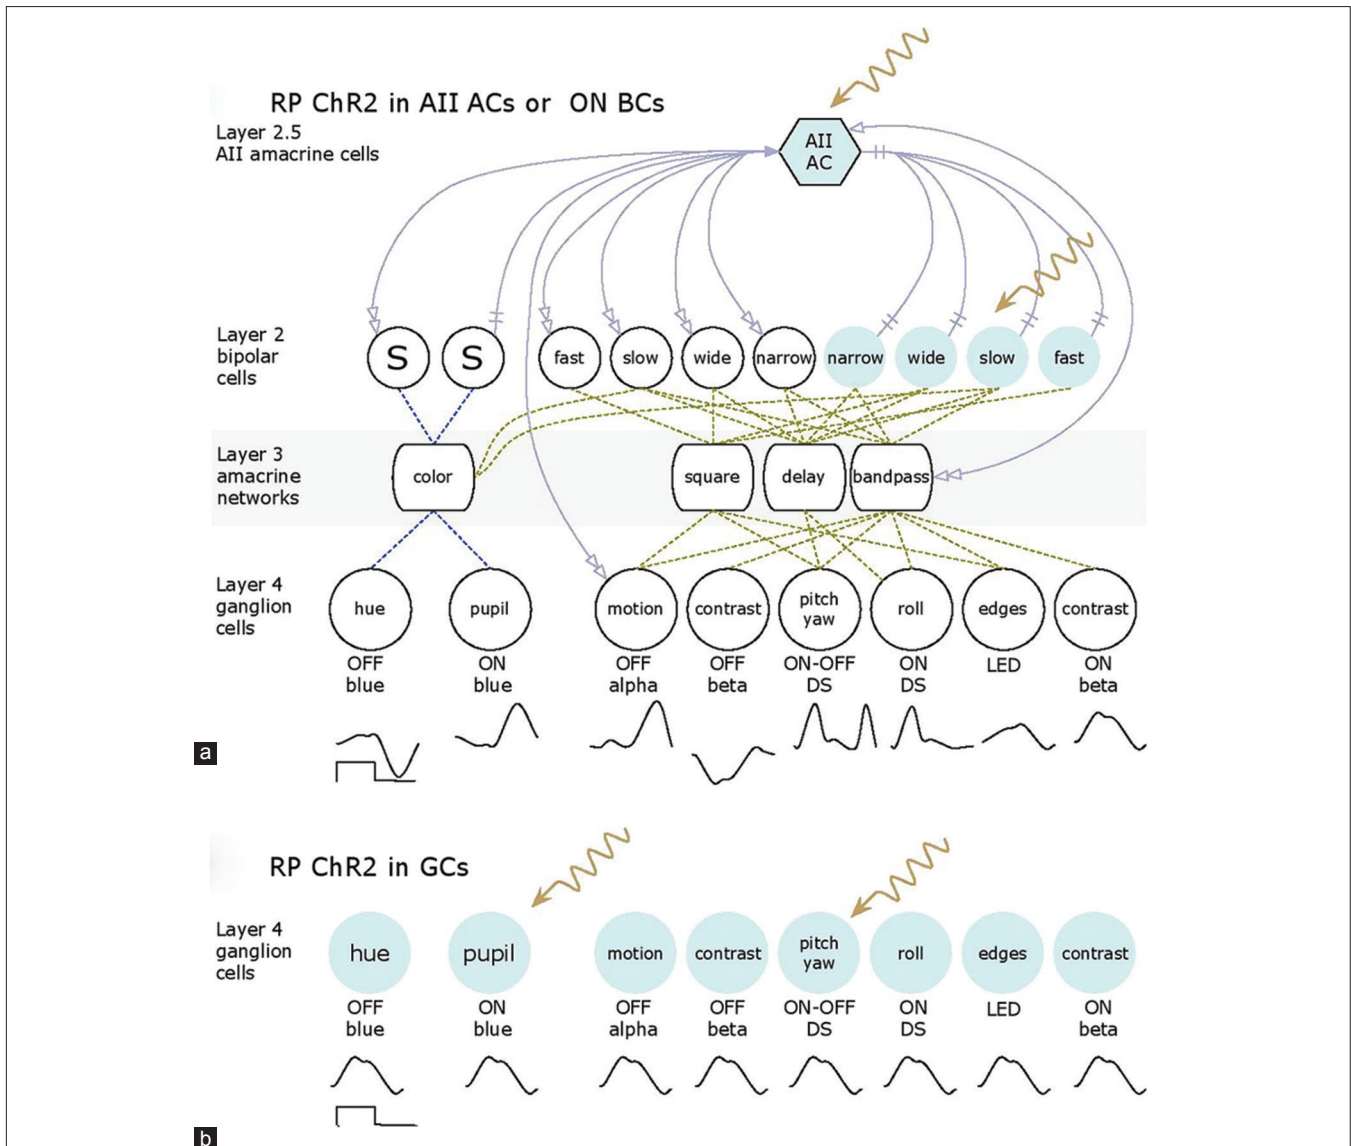 RP ChR2 in AII ACs or ON BCs
Layer 2.5
AII amacrine cells
AII
AC
Layer 2
bipolar
cells
S
S
fast
slow
wide
narrow
narrow
wide
slow
fast
Layer 3
amacrine
networks
color
square
delay
bandpass
Layer 4
ganglion
cells
hue
pupil
motion
contrast
pitch
yaw
roll
edges
contrast
OFF
blue
ON
blue
OFF
alpha
OFF
beta
ON-OFF
DS
ON
DS
LED
ON
beta
a
RP ChR2 in GCs
Layer 4
ganglion
cells
hue
pupil
motion
contrast
pitch
yaw
roll
edges
contrast
OFF
blue
ON
blue
OFF
alpha
OFF
beta
ON-OFF
DS
ON
DS
LED
ON
beta
b